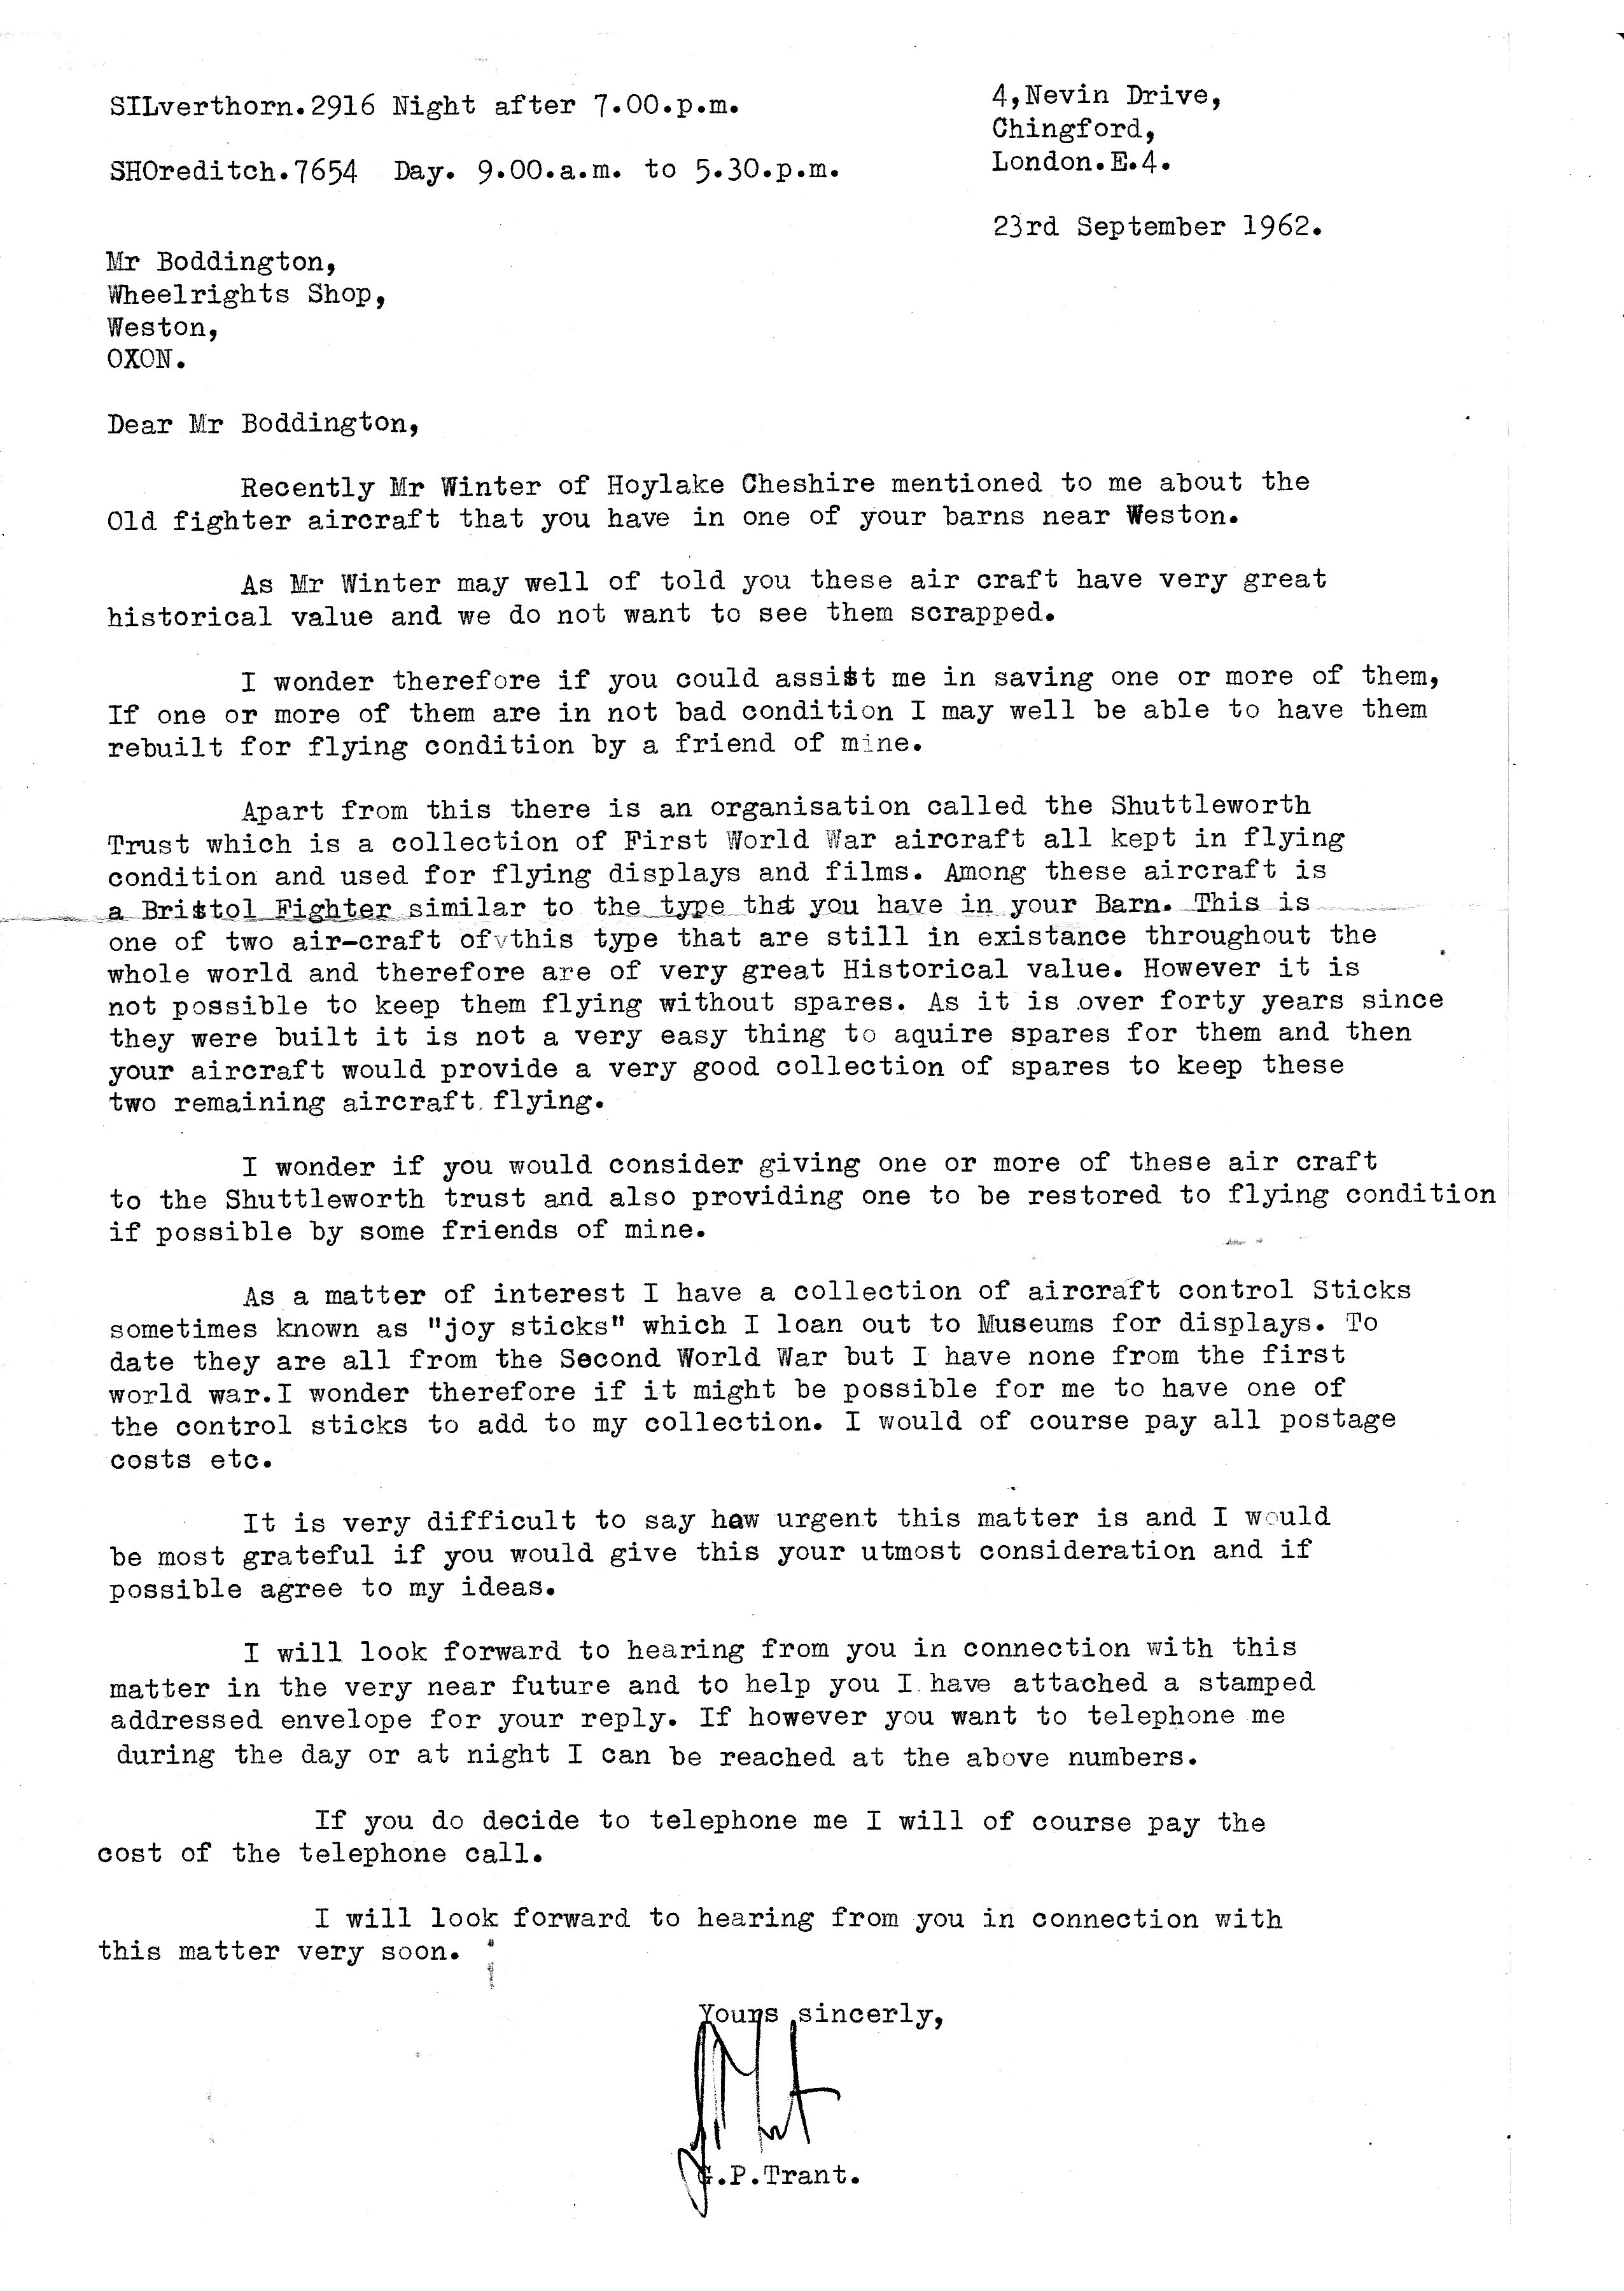 SILverthorn.2916 Night after 7.00.p.m.
SHOreditch.7654 Day. 9.00.a.m. to 5.30.p.m.
4,Nevin Drive,
Chingford,
London.E.4.
23rd September 1962.
Mr Boddington,
Wheelrights Shop,
Weston,
OXON.
Dear Mr Boddington,
Recently Mr Winter of Hoylake Cheshire mentioned to me about the
Old fighter aircraft that you have in one of your barns near Weston.
As Mr Winter may well of told you these air craft have very great
historical value and we do not want to see them scrapped.
I wonder therefore if you could assist me in saving one or more of them,
If one or more of them are in not bad condition I may well be able to have them
rebuilt for flying condition by a friend of mine.
Apart from this there is an organisation called the Shuttleworth
Trust which is a collection of First World War aircraft all kept in flying
condition and used for flying displays and films. Among these aircraft is
a Bristol Fighter similar to the type that you have in your Barn. This is
one of two air-craft of this type that are still in existance throughout the
whole world and therefore are of very great Historical value. However it is
not possible to keep them flying without spares. As it is over forty years since
they were built it is not a very easy thing to aquire spares for them and then
your aircraft would provide a very good collection of spares to keep these
two remaining aircraft flying.
I wonder if you would consider giving one or more of these air craft
to the Shuttleworth trust and also providing one to be restored to flying condition
if possible by some friends of mine.
As a matter of interest I have a collection of aircraft control Sticks
sometimes known as "joy sticks" which I loan out to Museums for displays. To
date they are all from the Second World War but I have none from the first
world war.I wonder therefore if it might be possible for me to have one of
the control sticks to add to my collection. I would of course pay all postage
costs etc.
It is very difficult to say how urgent this matter is and I would
be most grateful if you would give this your utmost consideration and if
possible agree to my ideas.
I will look forward to hearing from you in connection with this
matter in the very near future and to help you I have attached a stamped
addressed envelope for your reply. If however you want to telephone me
during the day or at night I can be reached at the above numbers.
If you do decide to telephone me I will of course pay the
cost of the telephone call.
I will look forward to hearing from you in connection with
this matter very soon.
Yours sincerly,
.P.Trant.